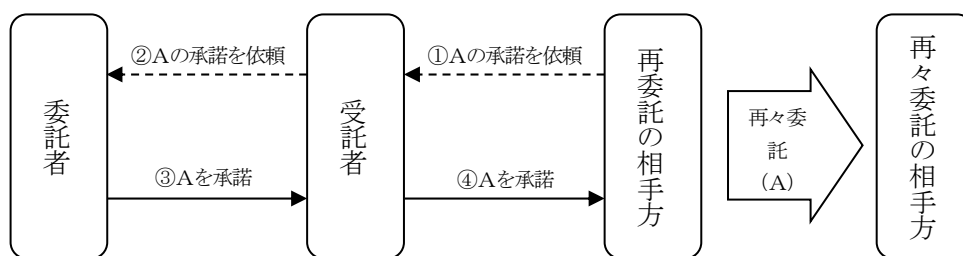 委託者
②Aの承諾を依頼
③Aを承諾
受託者
①Aの承諾を依頼
④Aを承諾
再委託の相手方
再々委
託
（A）
再々委託の相手方